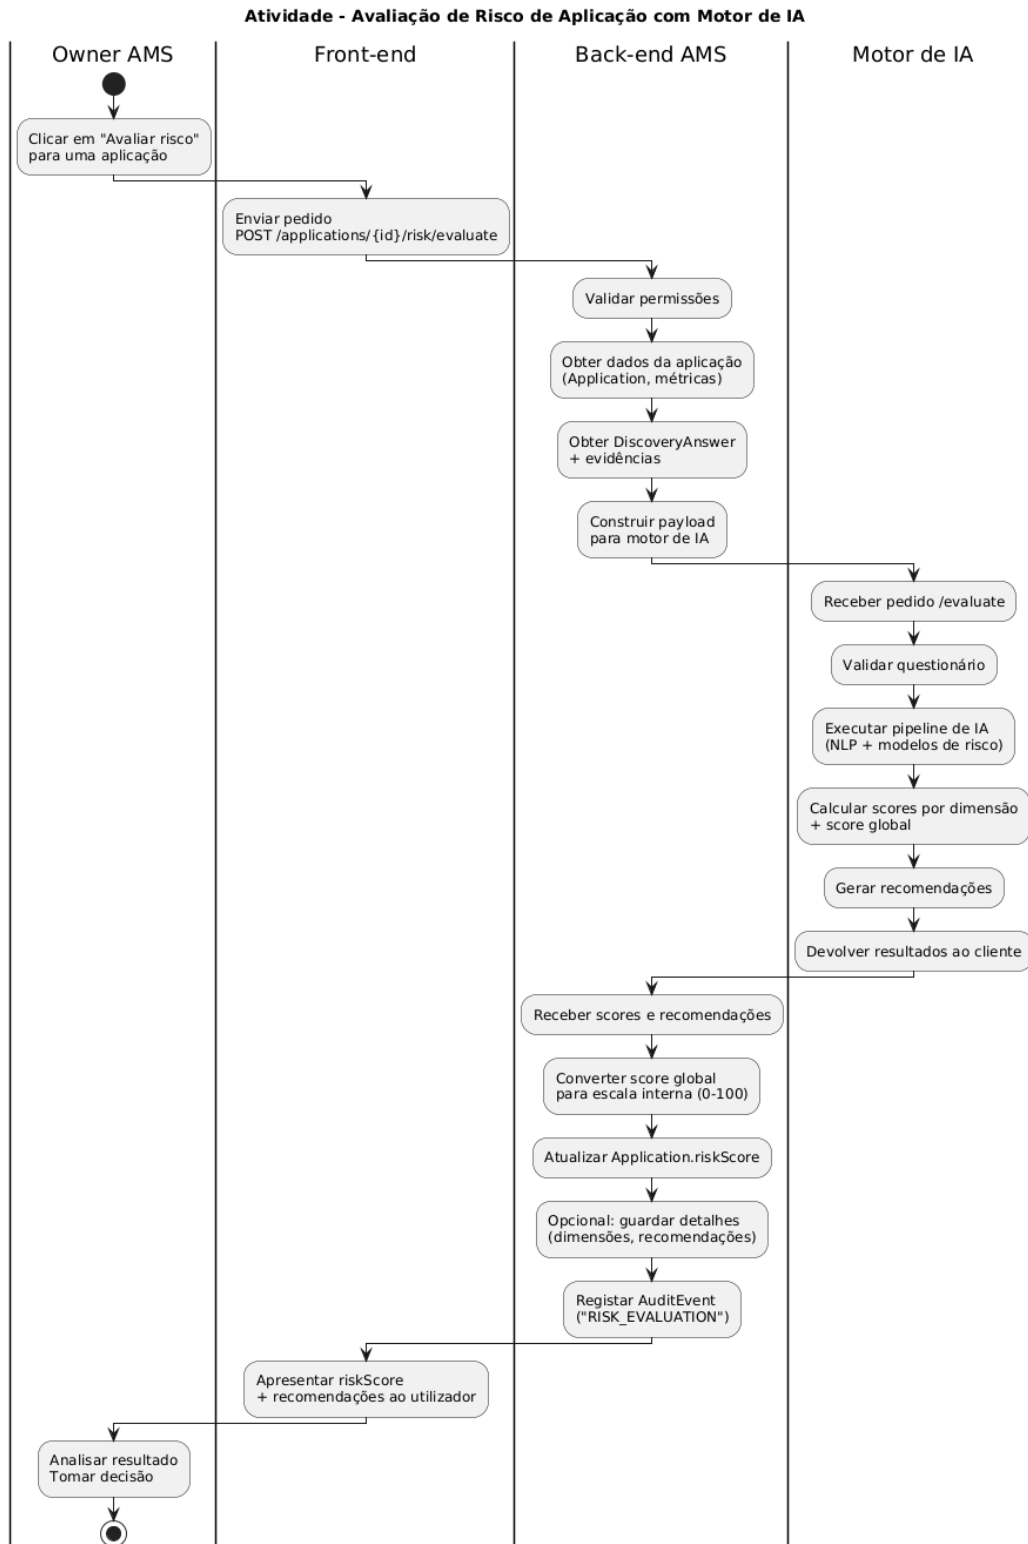 Atividade - Avaliação de Risco de Aplicação com Motor de IA
Owner AMS
Front-end
Back-end AMS
Motor de IA
Clicar em "Avaliar risco"
para uma aplicação
Enviar pedido
POST /applications/{id}/risk/evaluate
Validar permissões
Obter dados da aplicação
(Application, métricas)
Obter DiscoveryAnswer
+ evidências
Construir payload
para motor de IA
Receber pedido /evaluate
Validar questionário
Executar pipeline de IA
(NLP + modelos de risco)
Calcular scores por dimensão
+ score global
Gerar recomendações
Devolver resultados ao cliente
Receber scores e recomendações
Converter score global
para escala interna (0-100)
Atualizar Application.riskScore
Opcional: guardar detalhes
(dimensões, recomendações)
Registar AuditEvent
("RISK_EVALUATION")
Apresentar riskScore
+ recomendações ao utilizador
Analisar resultado
Tomar decisão